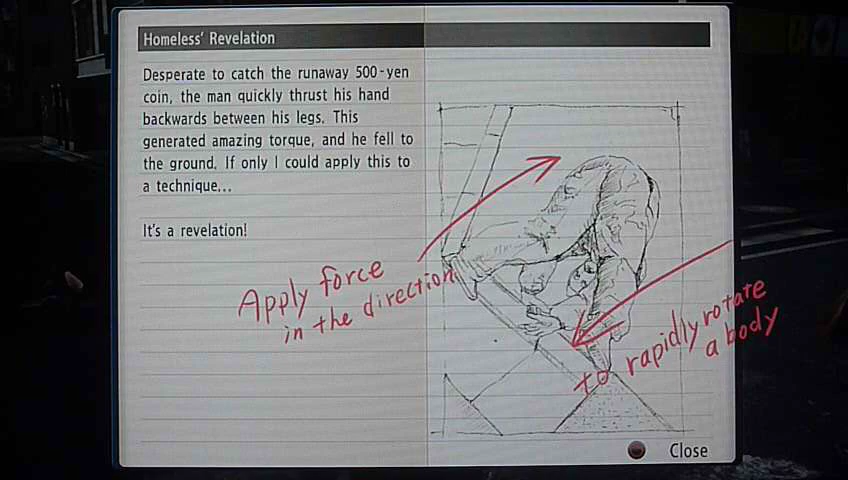 Homeless' Revelation
Desperate to catch the runaway 500-yen
coin, the man quickly thrust his hand
backwards between his legs. This
generated amazing torque, and he fell to
the ground. If only I could apply this to
a technique...
It's a revelation!
Apply force
in the direction
to rapidly rotate
a body
Close